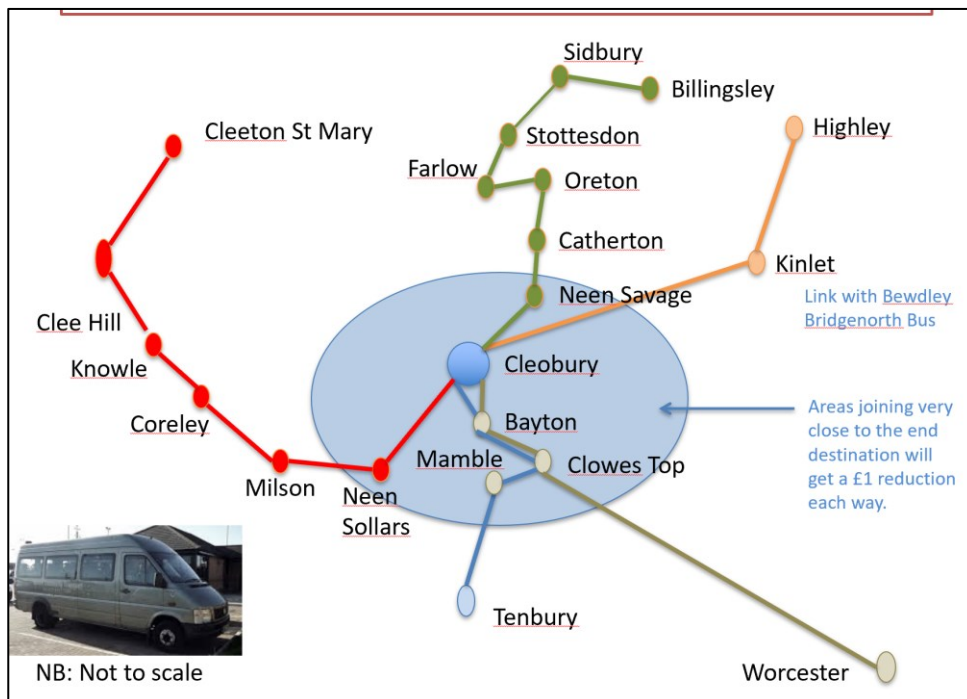 Sidbury
Billingsley
Cleeton St Mary
Highley
Stottesdon
Farlow
Oreton
Catherton
Kinlet
Neen Savage
Link with Bewdley
Bridgenorth Bus
Clee Hill
Knowle
Cleobury
Coreley
Bayton
Areas joining very
close to the end
destination will
get a £1 reduction
each way.
Mamble
Clowes Top
Milson
Neen
Sollars
Tenbury
NB: Not to scale
Worcester